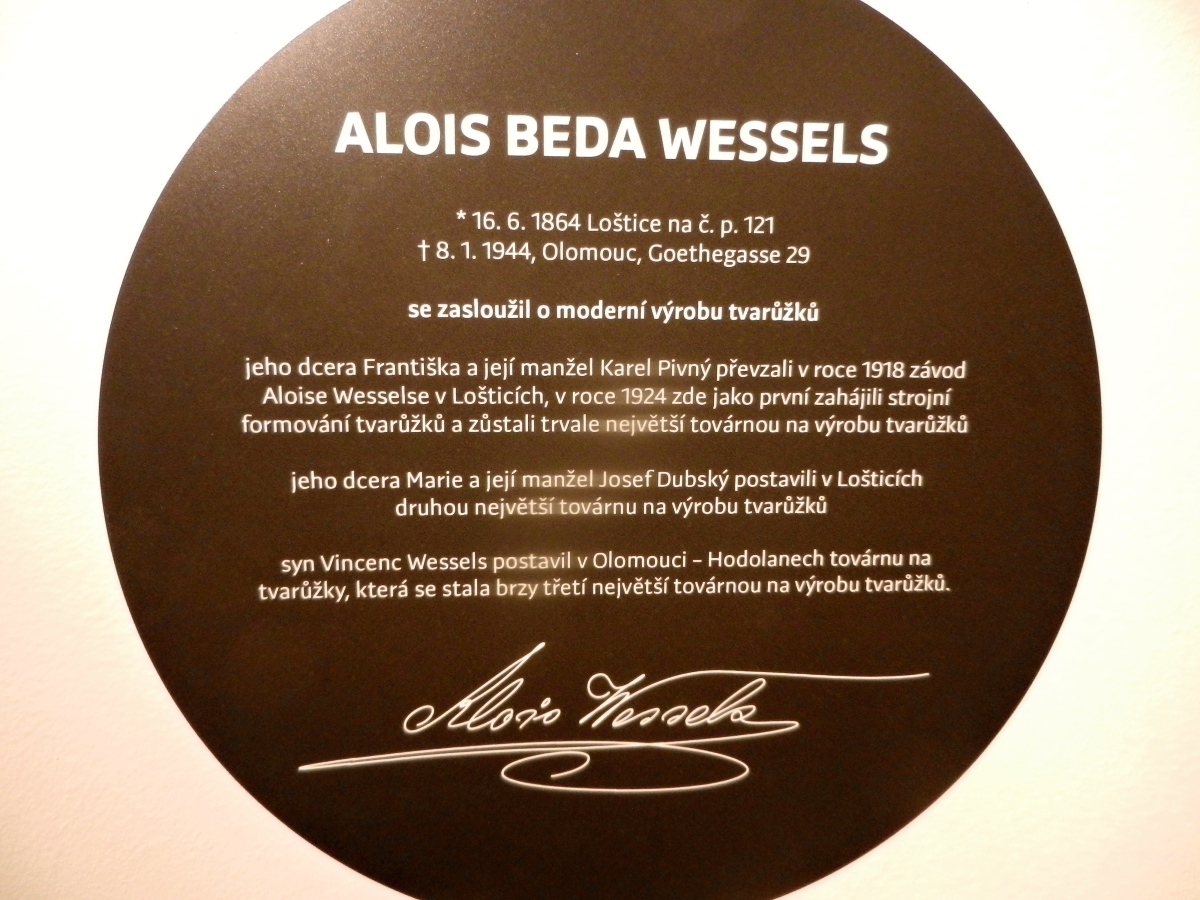 ALOIS BEDA WESSELS
* 16. 6. 1864 Loštice na č. p. 121
† 8. 1. 1944, Olomouc, Goethegasse 29
se zasloužil o moderní výrobu tvarůžků
jeho dcera Františka a její manžel Karel Pivný převzali v roce 1918 závod
Aloise Wesselse v Lošticích, v roce 1924 zde jako první zahájili strojní
formování tvarůžků a zůstali trvale největší továrnou na výrobu tvarůžků
jeho dcera Marie a její manžel Josef Dubský postavili v Lošticích
druhou největší továrnu na výrobu tvarůžků
syn Vincenc Wessels postavil v Olomouci – Hodolanech továrnu na
tvarůžky, která se stala brzy třetí největší továrnou na výrobu tvarůžků.
Alois Wessels